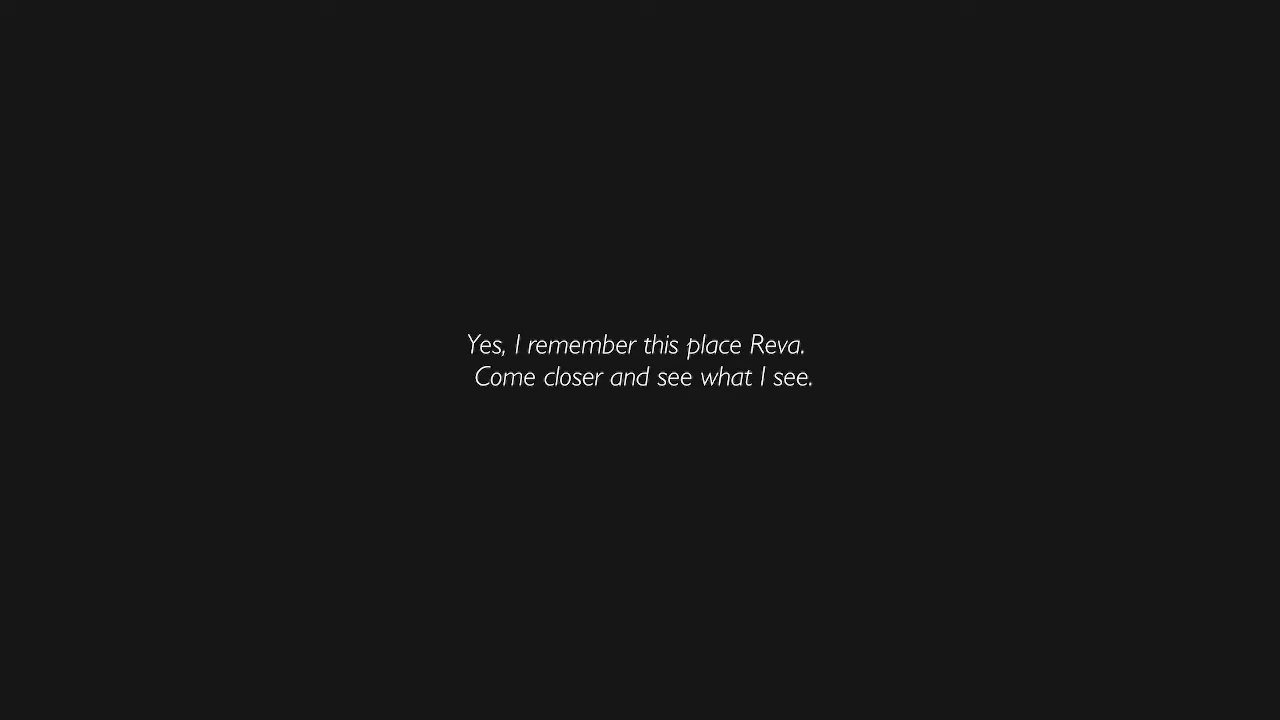 Yes, I remember this place Reva.
Come closer and see what I see.